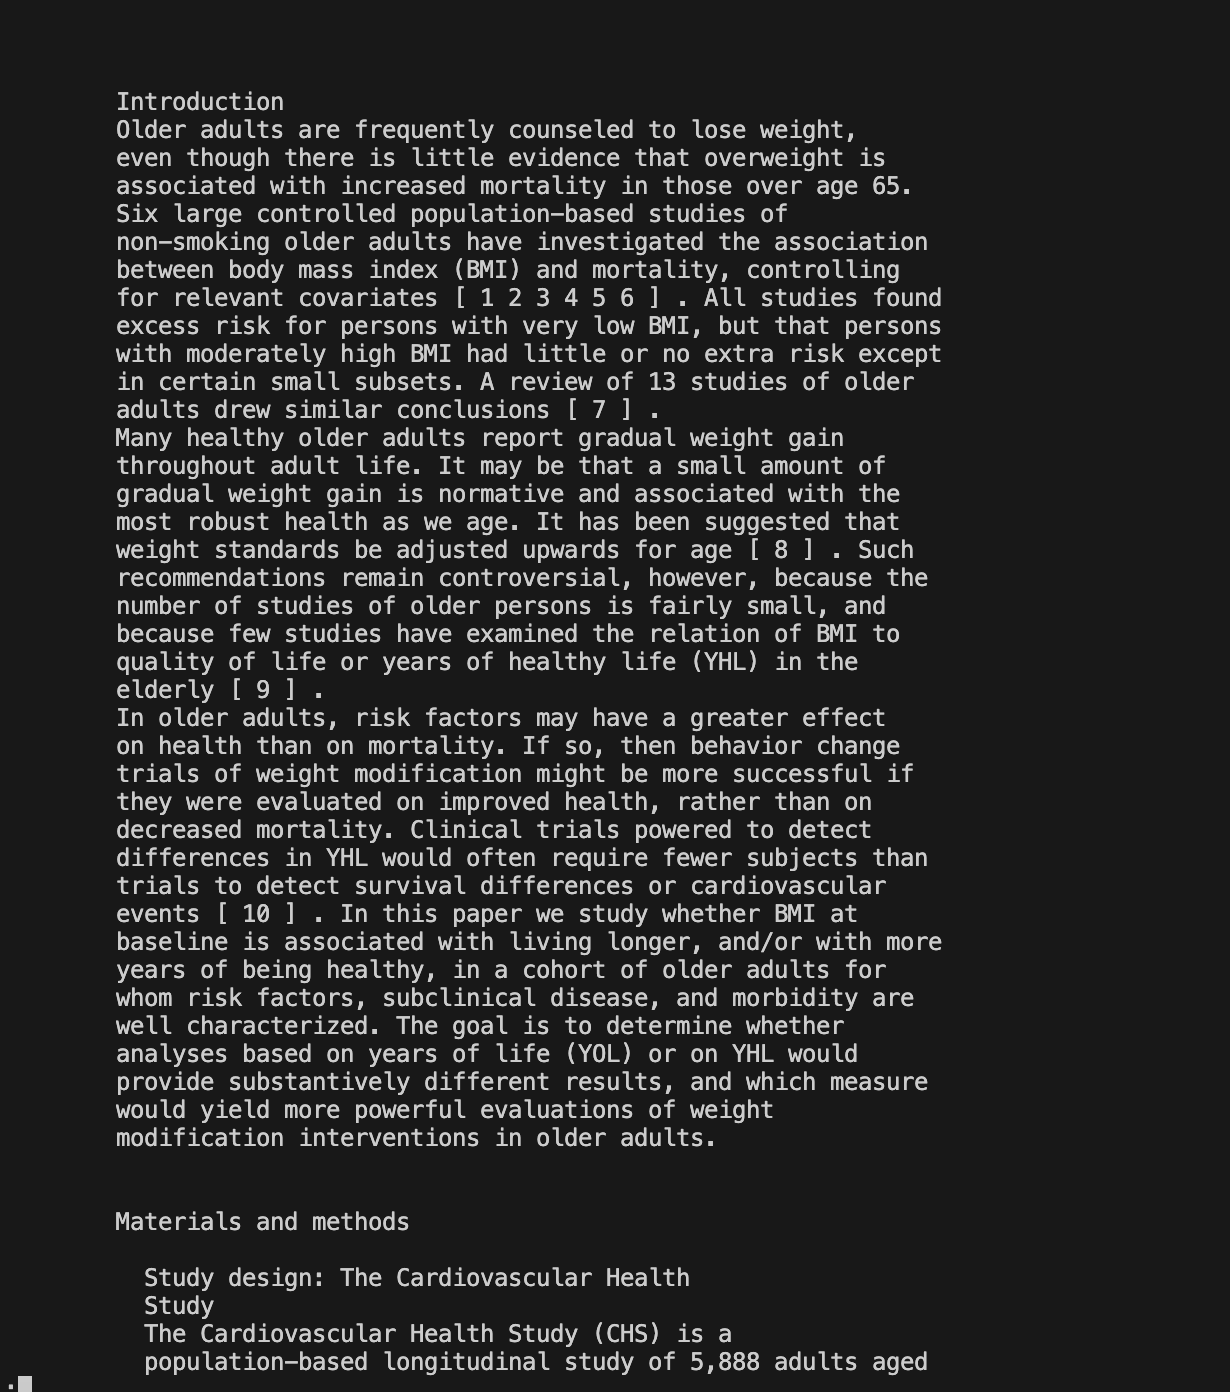 Introduction
Older adults are frequently counseled to lose weight,
even though there is little evidence that overweight is
associated with increased mortality in those over age 65.
Six large controlled population-based studies of
non-smoking older adults have investigated the association
between body mass index (BMI) and mortality, controlling
for relevant covariates [ 1 2 3 4 5 6 ] . All studies found
excess risk for persons with very low BMI, but that persons
with moderately high BMI had little or no extra risk except
in certain small subsets. A review of 13 studies of older
adults drew similar conclusions [ 7 ] .
Many healthy older adults report gradual weight gain
throughout adult life. It may be that a small amount of
gradual weight gain is normative and associated with the
most robust health as we age. It has been suggested that
weight standards be adjusted upwards for age [ 8 ] . Such
recommendations remain controversial, however, because the
number of studies of older persons is fairly small, and
because few studies have examined the relation of BMI to
quality of life or years of healthy life (YHL) in the
elderly [ 9 ] .
In older adults, risk factors may have a greater effect
on health than on mortality. If so, then behavior change
trials of weight modification might be more successful if
they were evaluated on improved health, rather than on
decreased mortality. Clinical trials powered to detect
differences in YHL would often require fewer subjects than
trials to detect survival differences or cardiovascular
events [ 10 ] . In this paper we study whether BMI at
baseline is associated with living longer, and/or with more
years of being healthy, in a cohort of older adults for
whom risk factors, subclinical disease, and morbidity are
well characterized. The goal is to determine whether
analyses based on years of life (YOL) or on YHL would
provide substantively different results, and which measure
would yield more powerful evaluations of weight
modification interventions in older adults.
Materials and methods
Study design: The Cardiovascular Health
Study
The Cardiovascular Health Study (CHS) is a
population-based longitudinal study of 5,888 adults aged